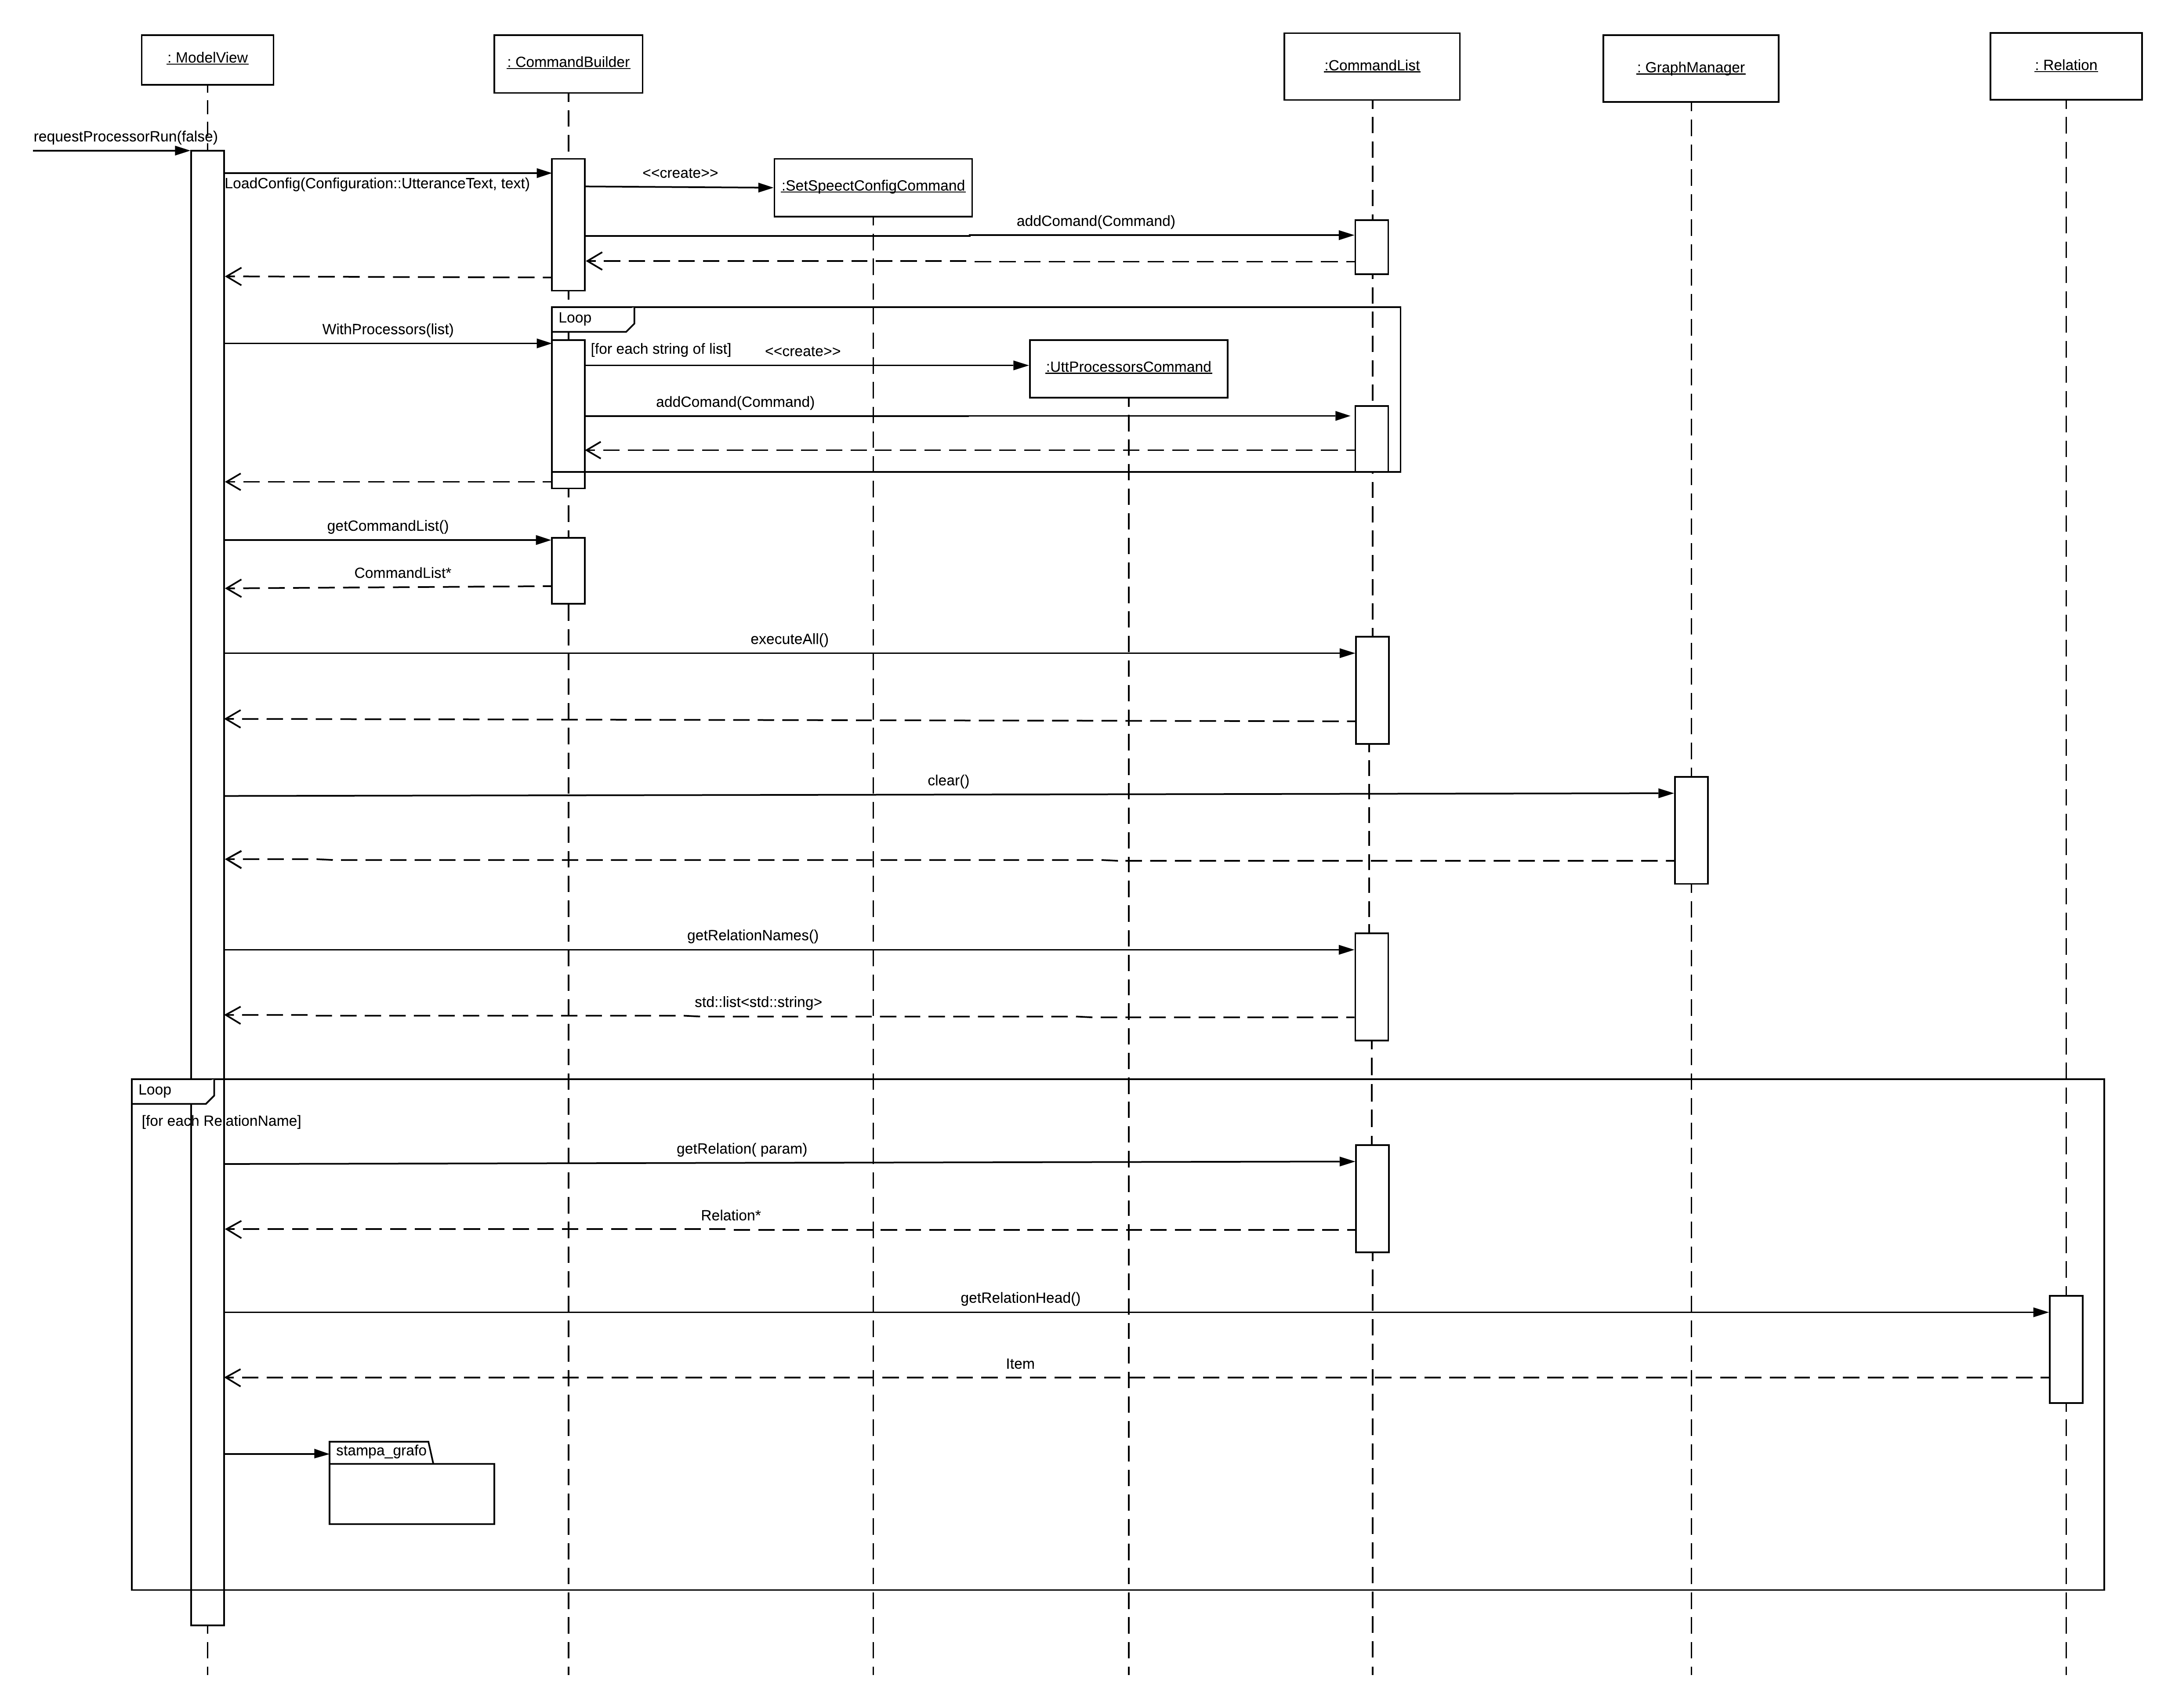 : ModelView
: CommandBuilder
:CommandList
: GraphManager
: Relation
requestProcessorRun(false)
LoadConfig(Configuration::UtteranceText, text)
<<create>>
:SetSpeectConfigCommand
addComand(Command)
Loop
WithProcessors(list)
[for each string of list]
<<create>>
:UttProcessorsCommand
addComand(Command)
getCommandList()
CommandList*
executeAll()
clear()
getRelationNames()
std::list<std::string>
Loop
[for each RelationName]
getRelation( param)
Relation*
getRelationHead()
Item
stampa_grafo